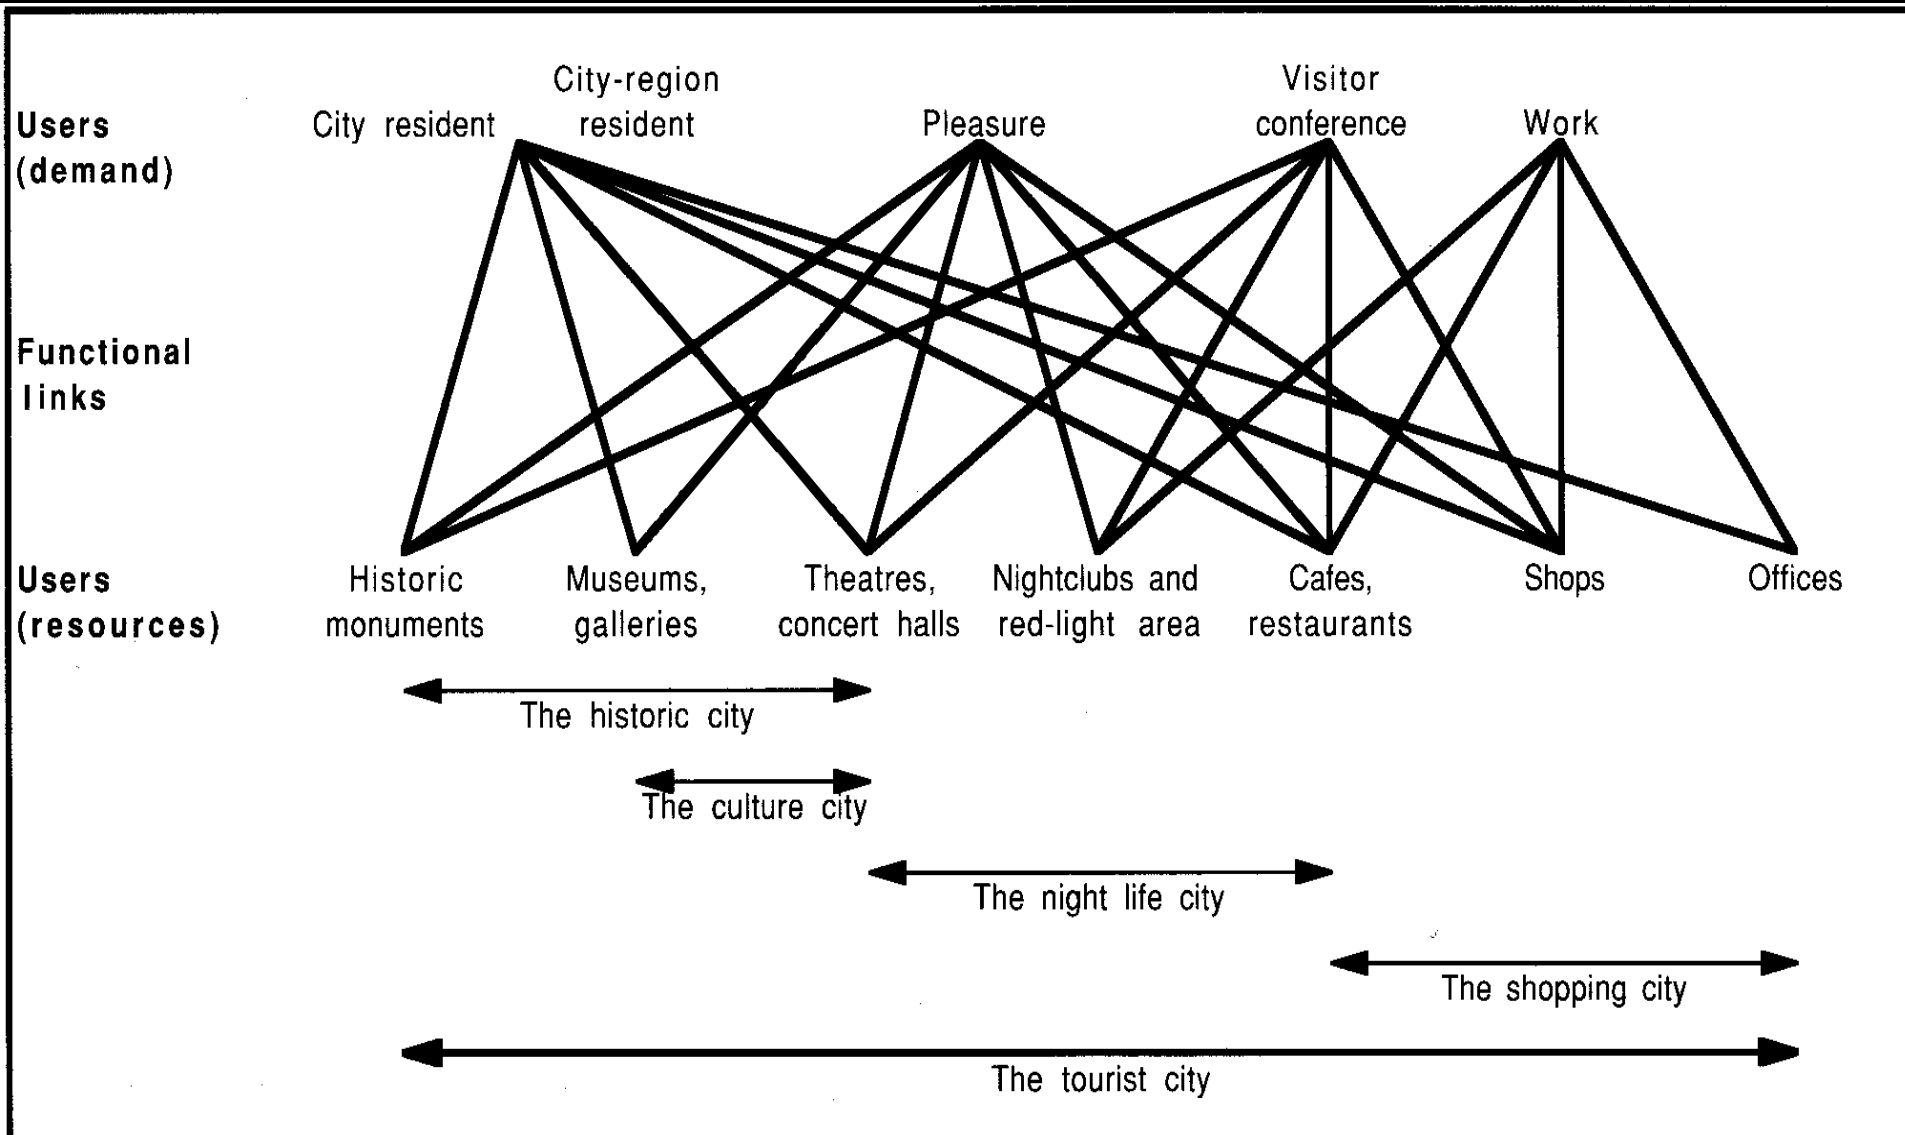 City-region
Visitor
Users
City resident
resident
Pleasure
conference
Work
(demand)
Functional
links
Users
Historic
Museums,
Theatres,
Nightclubs and
Cafes,
Shops
Offices
(resources)
monuments
galleries
concert halls
red-light area
restaurants
The historic city
The culture city
The night life city
The shopping city
The tourist city